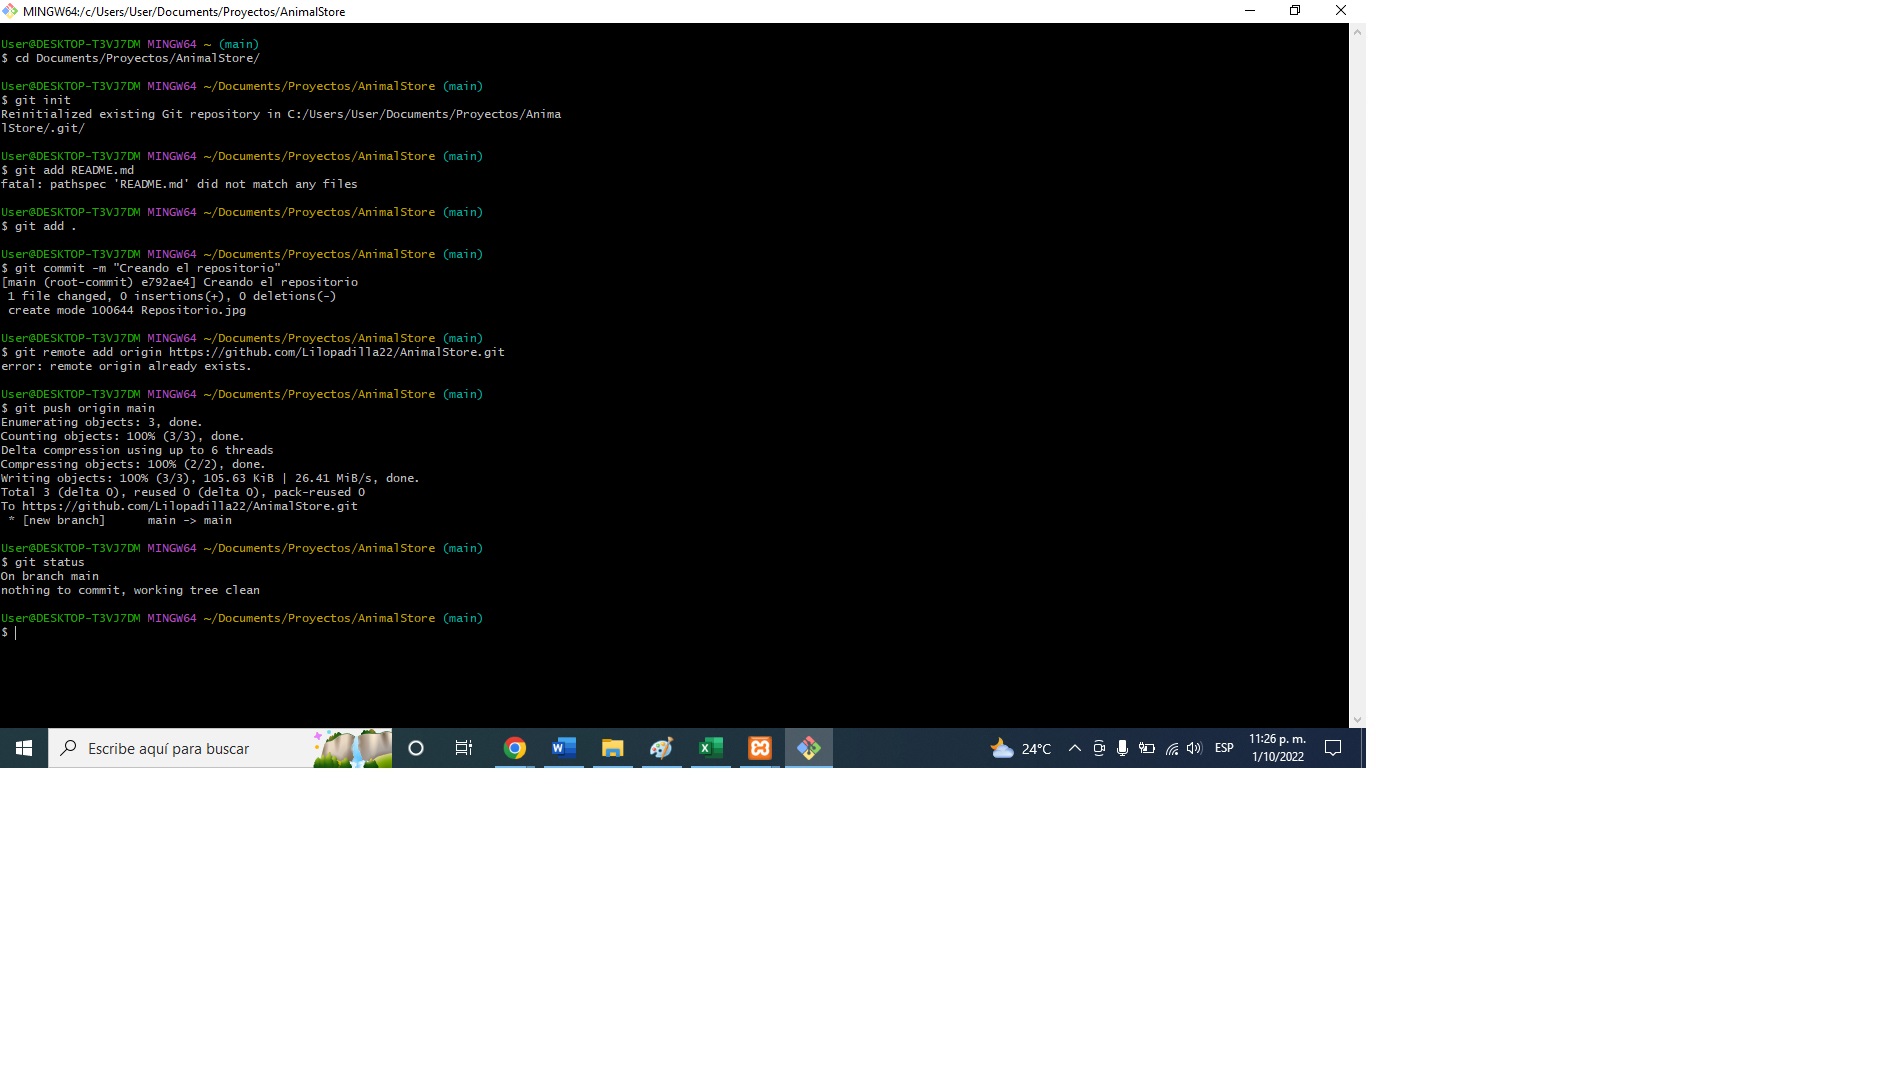 MINGW64:/c/Users/User/Documents/Proyectos/AnimalStore
User@DESKTOP-T3VJ7DM MINGW64 ~ (main)
$ cd Documents/Proyectos/AnimalStore/
User@DESKTOP-T3VJ7DM MINGW64 ~/Documents/Proyectos/AnimalStore (main)
$ git init
Reinitialized existing Git repository in C:/Users/User/Documents/Proyectos/Anima
lStore/.git/
User@DESKTOP-T3VJ7DM MINGW64 ~/Documents/Proyectos/AnimalStore (main)
$ git add README.md
fatal: pathspec 'README.md' did not match any files
User@DESKTOP-T3VJ7DM MINGW64 ~/Documents/Proyectos/AnimalStore (main)
$ git add .
User@DESKTOP-T3VJ7DM MINGW64 ~/Documents/Proyectos/AnimalStore (main)
$ git commit -m "Creando el repositorio"
[main (root-commit) e792ae4] Creando el repositorio
1 file changed, 0 insertions(+), 0 deletions(-)
create mode 100644 Repositorio.jpg
User@DESKTOP-T3VJ7DM MINGW64 ~/Documents/Proyectos/AnimalStore (main)
$ git remote add origin https://github.com/Lilopadilla22/AnimalStore.git
error: remote origin already exists.
User@DESKTOP-T3VJ7DM MINGW64 ~/Documents/Proyectos/AnimalStore (main)
$ git push origin main
Enumerating objects: 3, done.
Counting objects: 100% (3/3), done.
Delta compression using up to 6 threads
Compressing objects: 100% (2/2), done.
Writing objects: 100% (3/3), 105.63 KiB | 26.41 MiB/s, done.
Total 3 (delta 0), reused 0 (delta 0), pack-reused 0
To https://github.com/Lilopadilla22/AnimalStore.git
* [new branch]      main -> main
User@DESKTOP-T3VJ7DM MINGW64 ~/Documents/Proyectos/AnimalStore (main)
$ git status
On branch main
nothing to commit, working tree clean
User@DESKTOP-T3VJ7DM MINGW64 ~/Documents/Proyectos/AnimalStore (main)
$
Escribe aquí para buscar
24°C
ESP
11:26 p. m.
1/10/2022